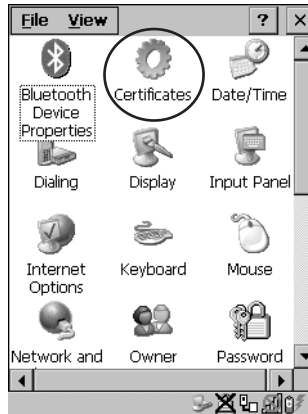 File View ? ×
Bluetooth Device Properties
Certificates
Date/Time
Dialing
Display
Input Panel
Internet Options
Keyboard
Mouse
Network and
Owner
Password